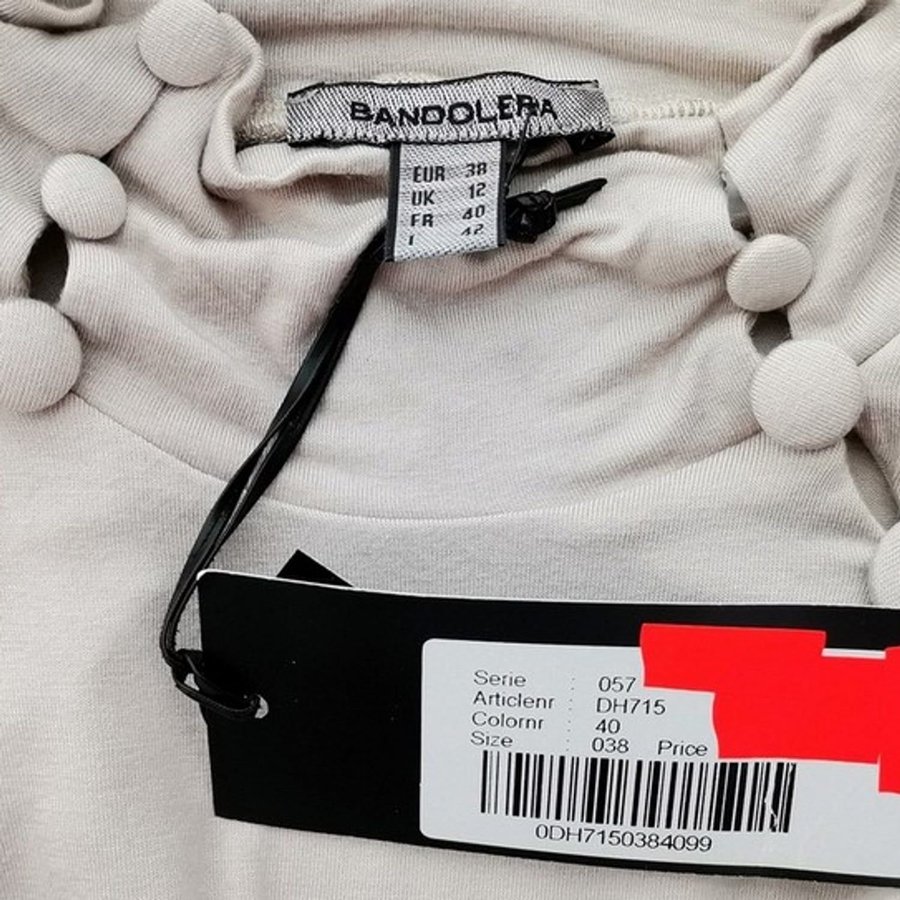 BANDOLERA
EUR 38
UK 12
FR 40
I 42
Serie : 057
Articlenr : DH715
Colornr : 40
Size : 038 Price
0DH7150384099